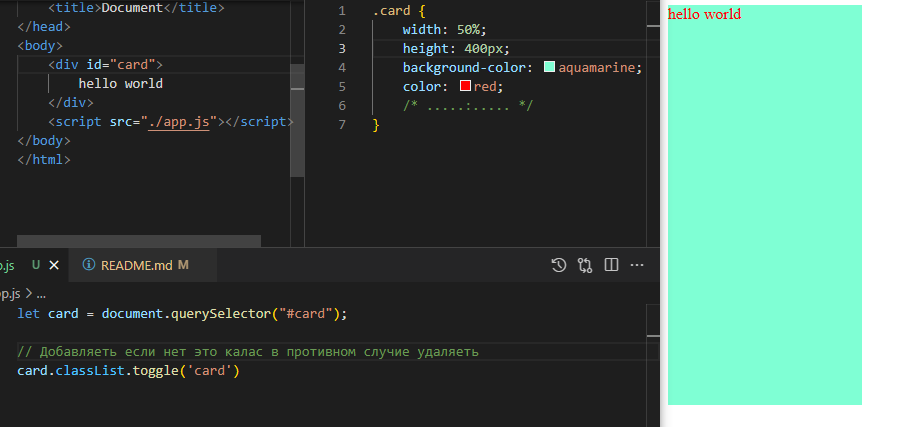 <title>Document</title>
</head>
<body>
<div id="card">
hello world
</div>
<script src="./app.js"></script>
</body>
</html>
1 .card {
2 width: 50%;
3 height: 400px;
4 background-color: aquamarine;
5 color: red;
6 /* .....:..... */
7 }
hello world
p.js U × README.md M ···
pp.js > ...
let card = document.querySelector("#card");
// Добавляеть если нет это калас в противном случие удаляеть
card.classList.toggle('card')